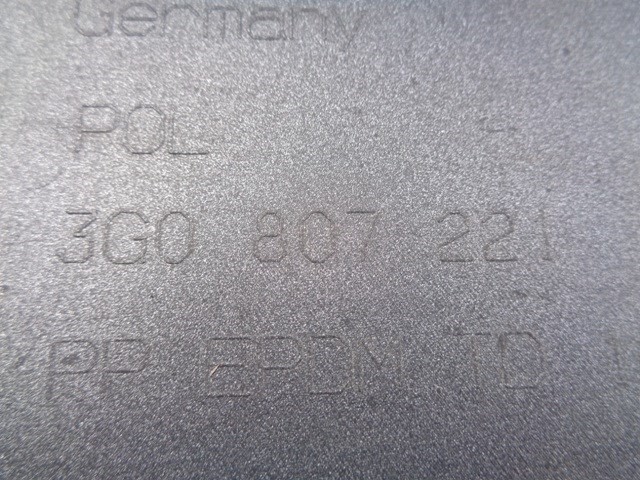 Germany
POL
3G0 807 221
PP EPDM TD